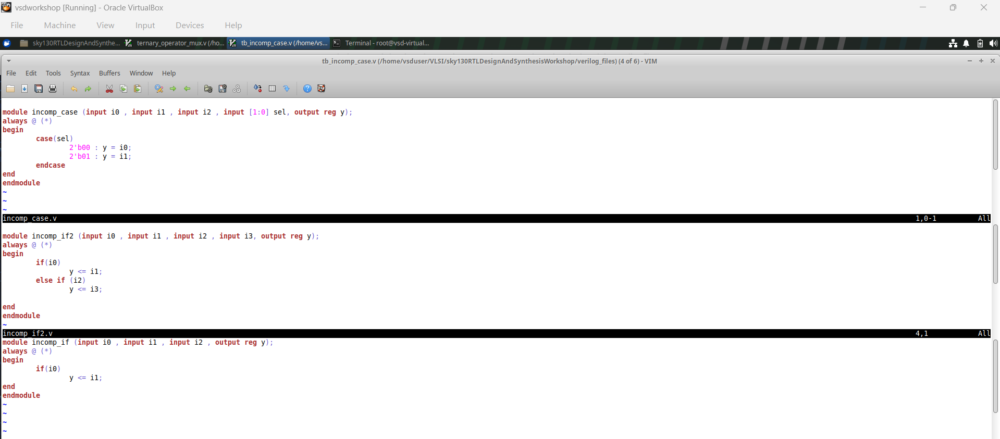 vsdworkshop [Running] - Oracle VirtualBox
File Machine View Input Devices Help
sky130RTLDesignAndSynthe... ternary_operator_mux.v (/ho... tb_incomp_case.v (/home/vs... Terminal - root@vsd-virtual...
tb_incomp_case.v (/home/vsduser/VLSI/sky130RTLDesignAndSynthesisWorkshop/verilog_files) (4 of 6) - VIM
File Edit Tools Syntax Buffers Window Help
module incomp_case (input i0 , input i1 , input i2 , input [1:0] sel, output reg y);
always @ (*)
begin
case(sel)
2'b00 : y = i0;
2'b01 : y = i1;
endcase
end
endmodule
~
~
~
incomp_case.v 1,0-1 All
module incomp_if2 (input i0 , input i1 , input i2 , input i3, output reg y);
always @ (*)
begin
if(i0)
y <= i1;
else if (i2)
y <= i3;
end
endmodule
~
incomp_if2.v 4,1 All
module incomp_if (input i0 , input i1 , input i2 , output reg y);
always @ (*)
begin
if(i0)
y <= i1;
end
endmodule
~
~
~
~